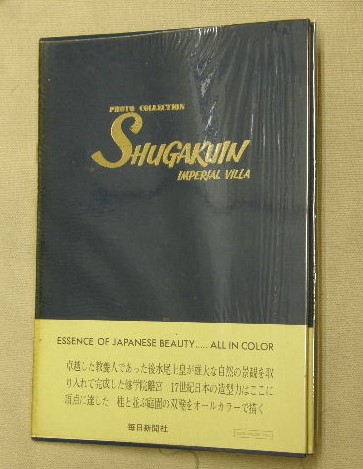 PHOTO COLLECTION
SHUGAKUIN
IMPERIAL VILLA
ESSENCE OF JAPANESE BEAUTY..... ALL IN COLOR
卓越した教養人であった後水尾上皇が雄大な自然の景観を取
り入れて完成した修学院離宮 17世紀日本の造型力はここに
頂点に達した 桂と並ぶ庭園の双璧をオールカラーで描く
毎日新聞社